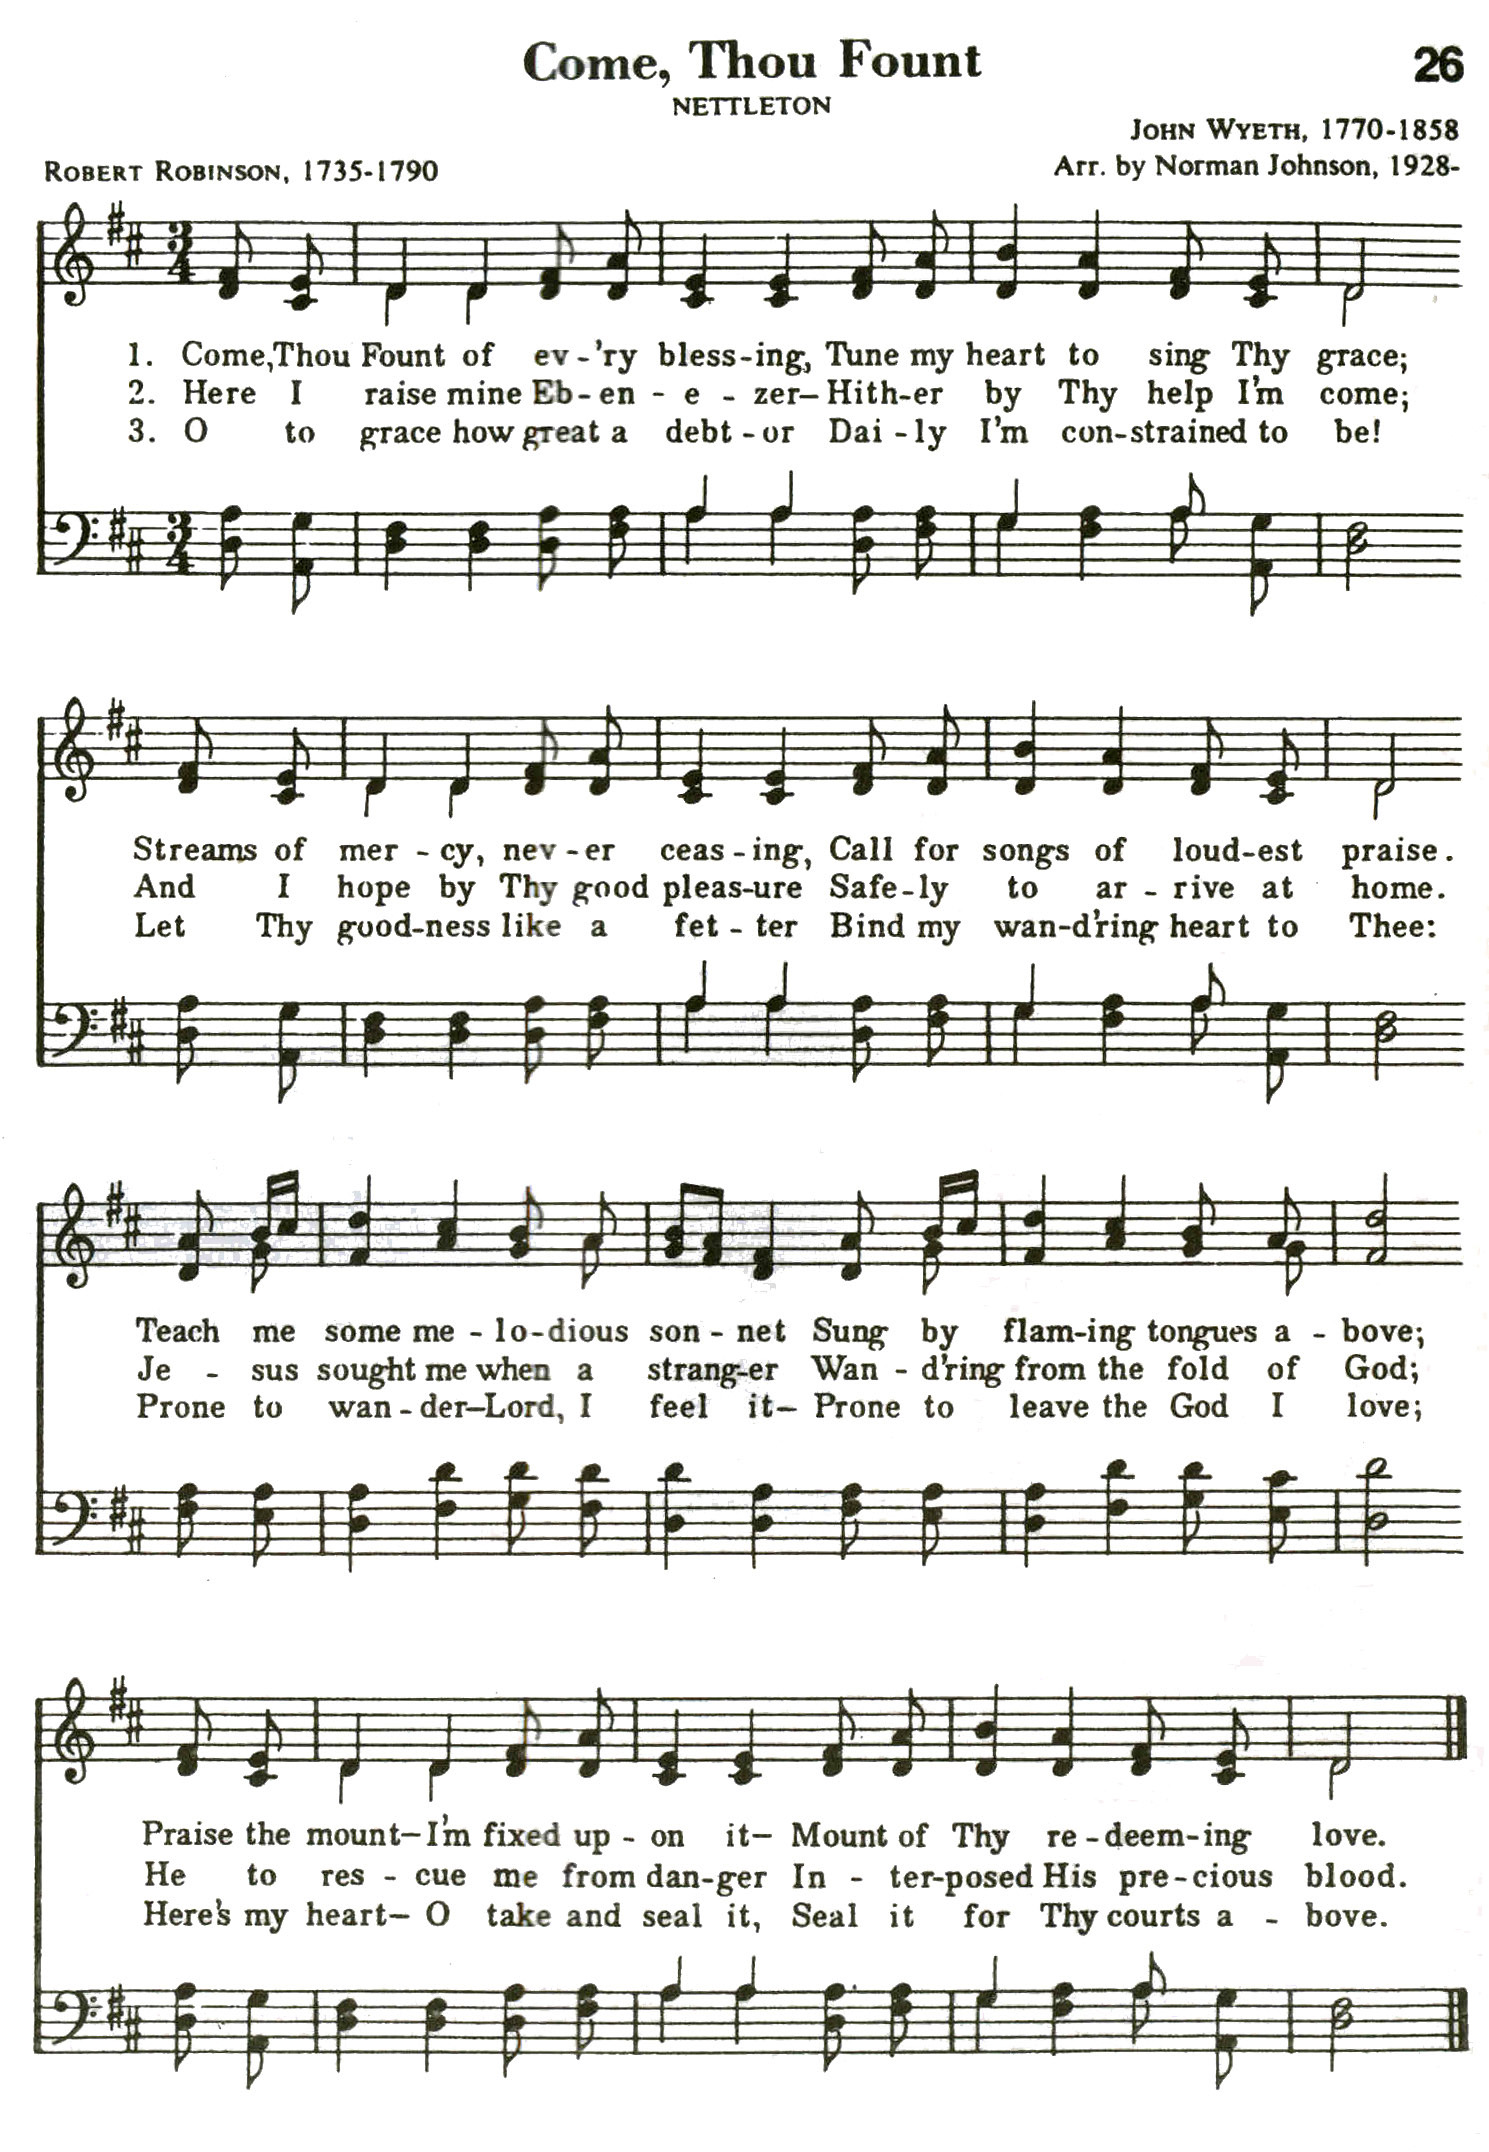 Come, Thou Fount
26
NETTLETON
JOHN WYETH, 1770-1858
ROBERT ROBINSON, 1735-1790
Arr. by Norman Johnson, 1928-
1. Come, Thou Fount of ev-'ry bless-ing, Tune my heart to sing Thy grace;
2. Here I raise mine Eb-en-e-zer—Hith-er by Thy help I'm come;
3. O to grace how great a debt-or Dai-ly I'm con-strained to be!
Streams of mer-cy, nev-er ceas-ing, Call for songs of loud-est praise.
And I hope by Thy good pleas-ure Safe-ly to ar-rive at home.
Let Thy good-ness like a fet-ter Bind my wan-d'ring heart to Thee:
Teach me some me-lo-dious son-net Sung by flam-ing tongues a-bove;
Je-sus sought me when a strang-er Wan-d'ring from the fold of God;
Prone to wan-der—Lord, I feel it— Prone to leave the God I love;
Praise the mount—I'm fixed up-on it— Mount of Thy re-deem-ing love.
He to res-cue me from dan-ger In-ter-posed His pre-cious blood.
Here's my heart— O take and seal it, Seal it for Thy courts a-bove.